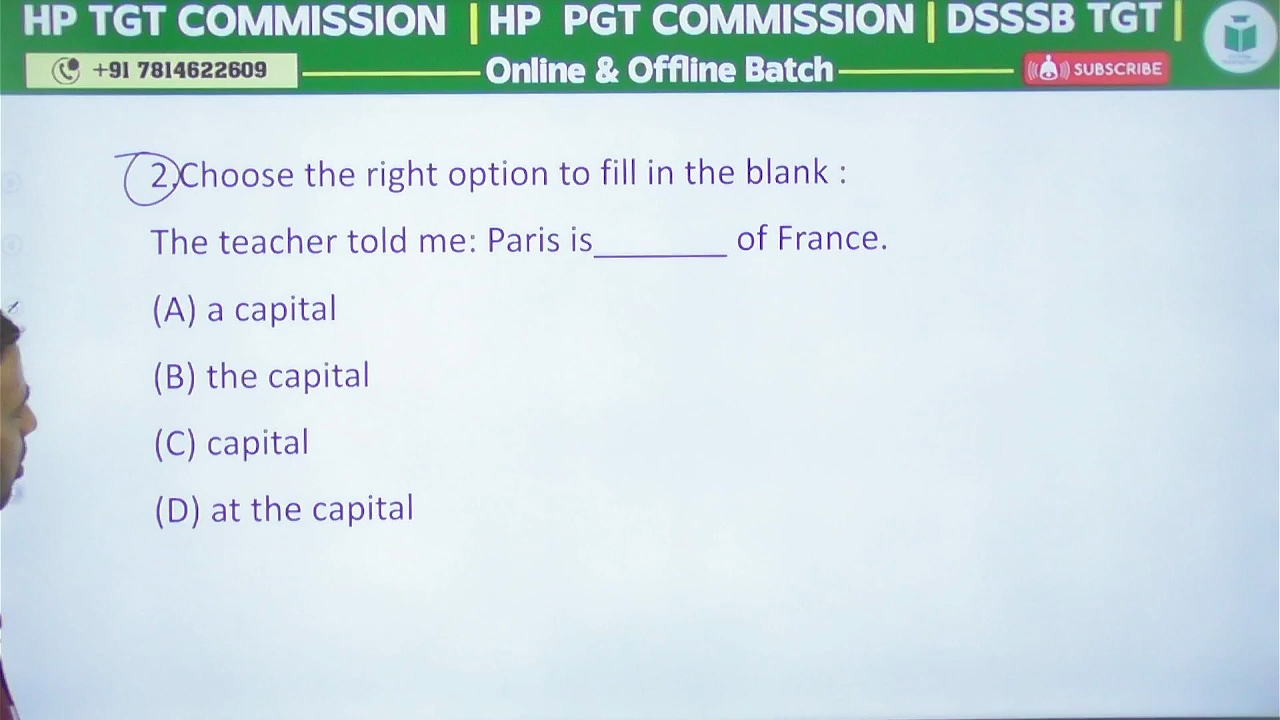 HP TGT COMMISSION | HP PGT COMMISSION | DSSSB TGT |
+91 7814622609 Online & Offline Batch SUBSCRIBE
2.Choose the right option to fill in the blank :
The teacher told me: Paris is_______ of France.
(A) a capital
(B) the capital
(C) capital
(D) at the capital